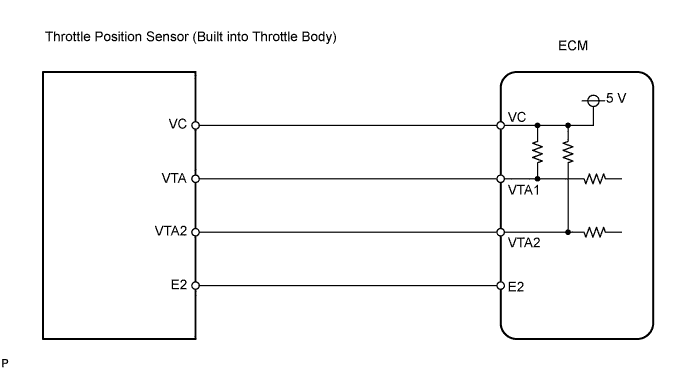 Throttle Position Sensor (Built into Throttle Body)
ECM
5 V
VC
VC
VTA
VTA1
VTA2
VTA2
E2
E2
P